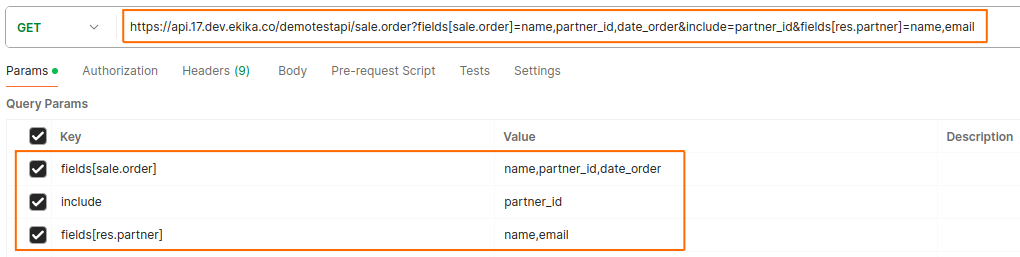 GET https://api.17.dev.ekika.co/demotestapi/sale.order?fields[sale.order]=name,partner_id,date_order&include=partner_id&fields[res.partner]=name,email
Params Authorization Headers (9) Body Pre-request Script Tests Settings
Query Params
Key Value Description
fields[sale.order] name,partner_id,date_order
include partner_id
fields[res.partner] name,email